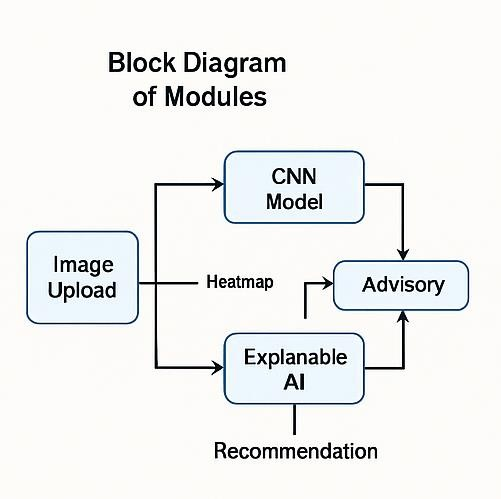 Block Diagram
of Modules
CNN
Model
Image
Upload
Heatmap
Advisory
Explanable
AI
Recommendation